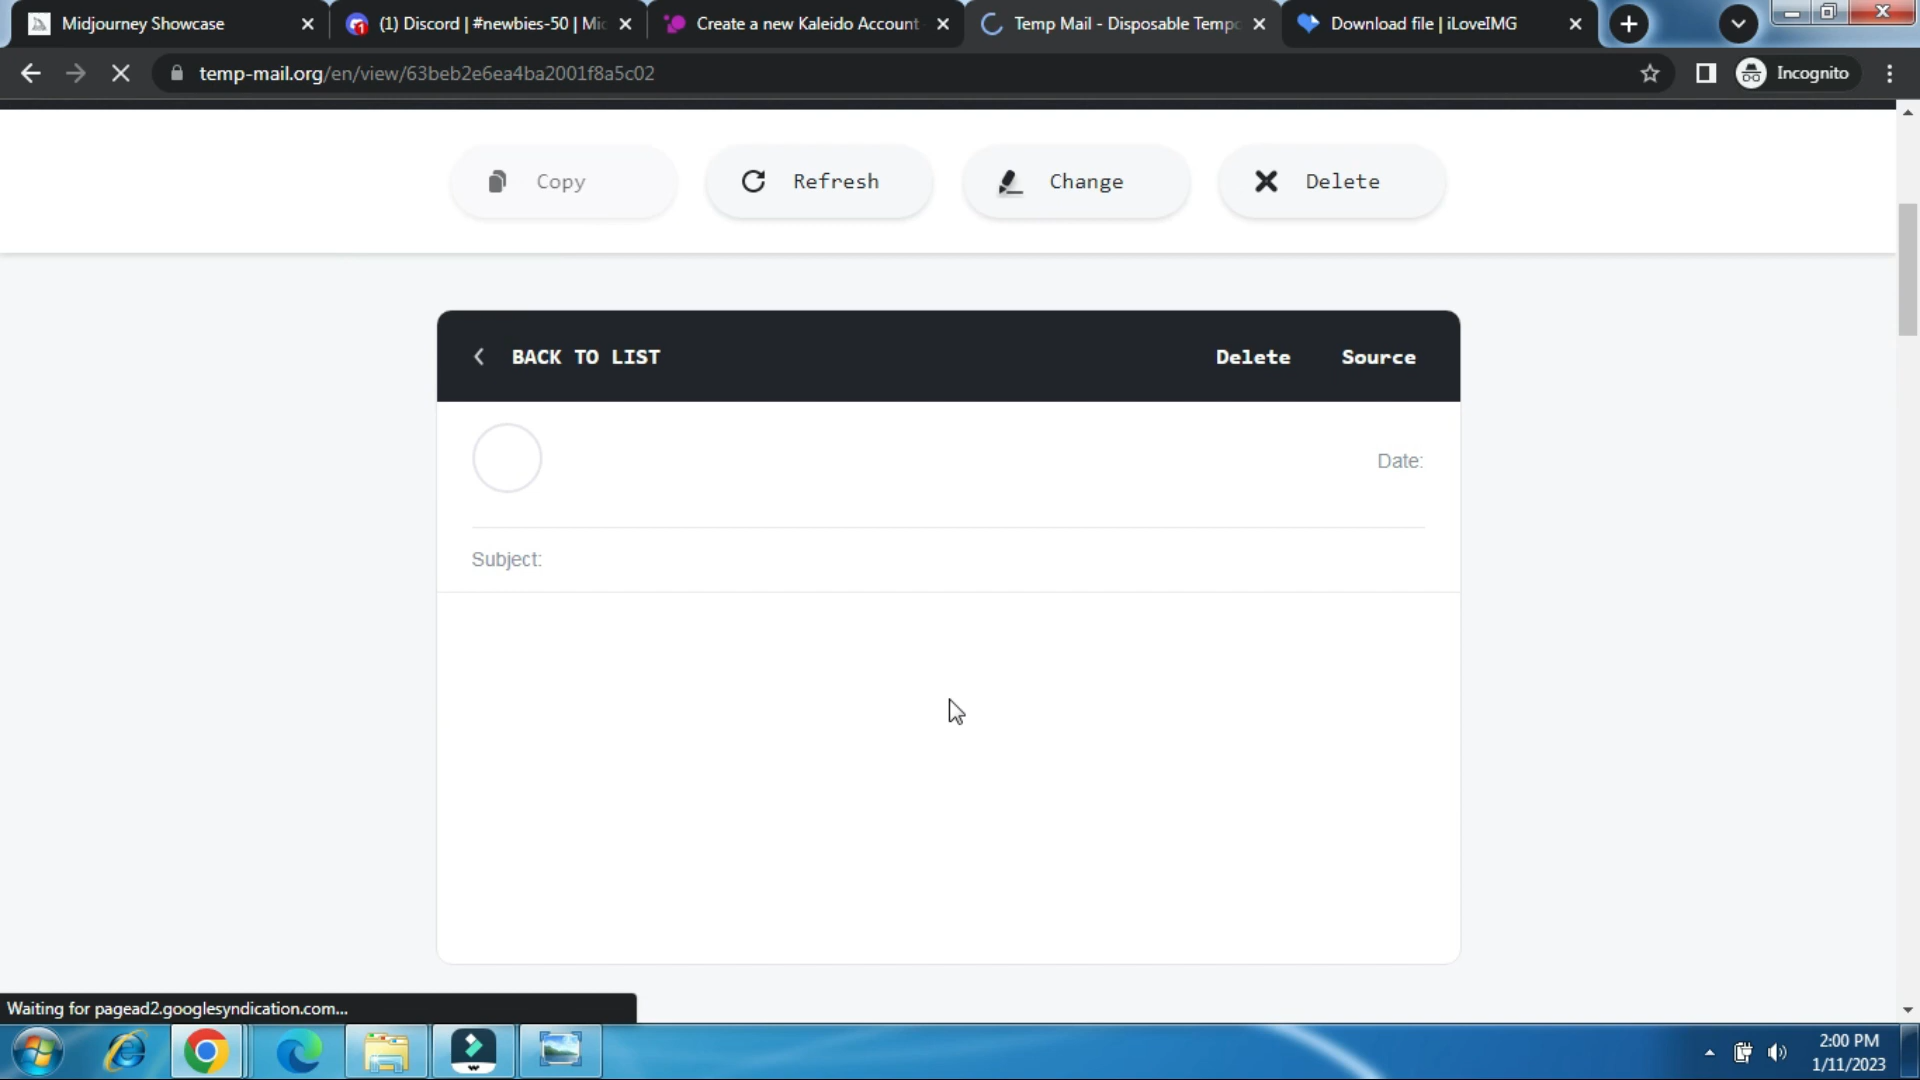 Midjourney Showcase
(1) Discord | #newbies-50 | Mic
Create a new Kaleido Account
Temp Mail - Disposable Tempo
Download file | iLoveIMG
temp-mail.org/en/view/63beb2e6ea4ba2001f8a5c02
Incognito
Copy
Refresh
Change
Delete
BACK TO LIST
Delete
Source
Date:
Subject:
Waiting for pagead2.googlesyndication.com...
2:00 PM
1/11/2023